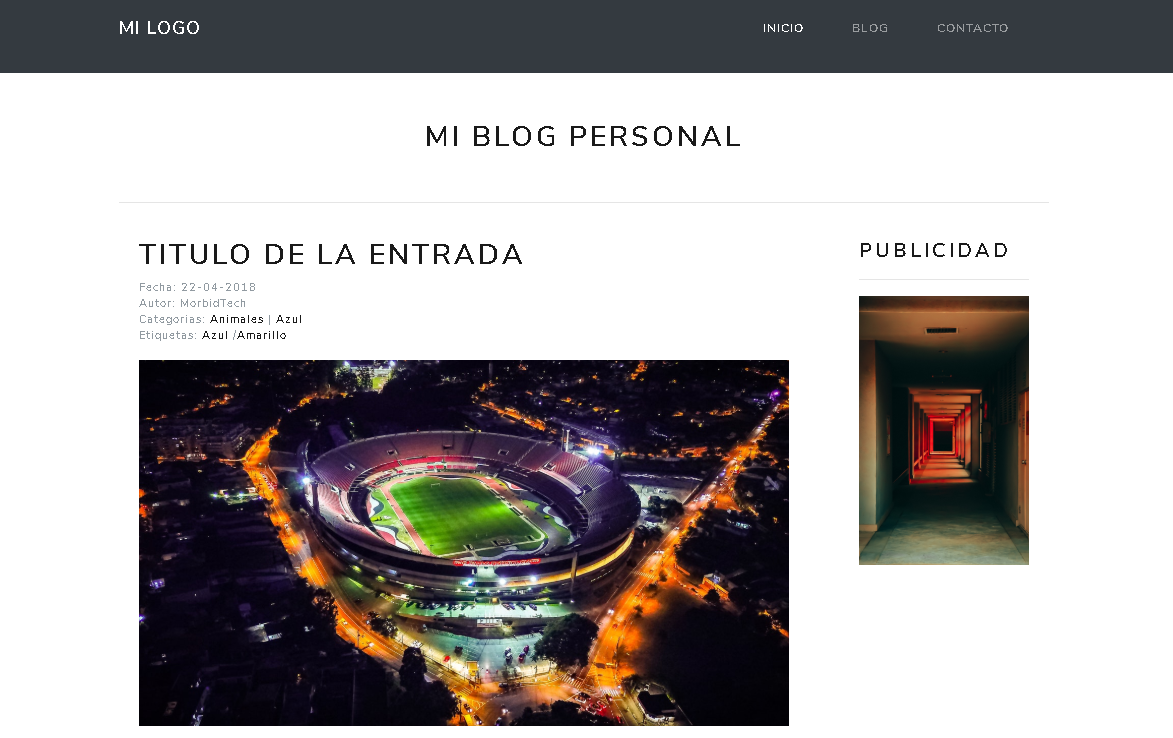 MI LOGO
INICIO BLOG CONTACTO
MI BLOG PERSONAL
TITULO DE LA ENTRADA
Fecha: 22-04-2018
Autor: MorbidTech
Categorias: Animales | Azul
Etiquetas: Azul /Amarillo
PUBLICIDAD